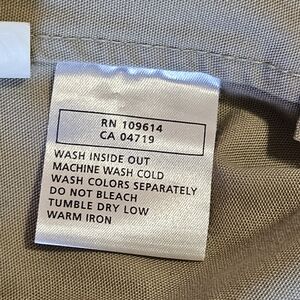 RN 109614
CA 04719
WASH INSIDE OUT
MACHINE WASH COLD
WASH COLORS SEPARATELY
DO NOT BLEACH
TUMBLE DRY LOW
WARM IRON